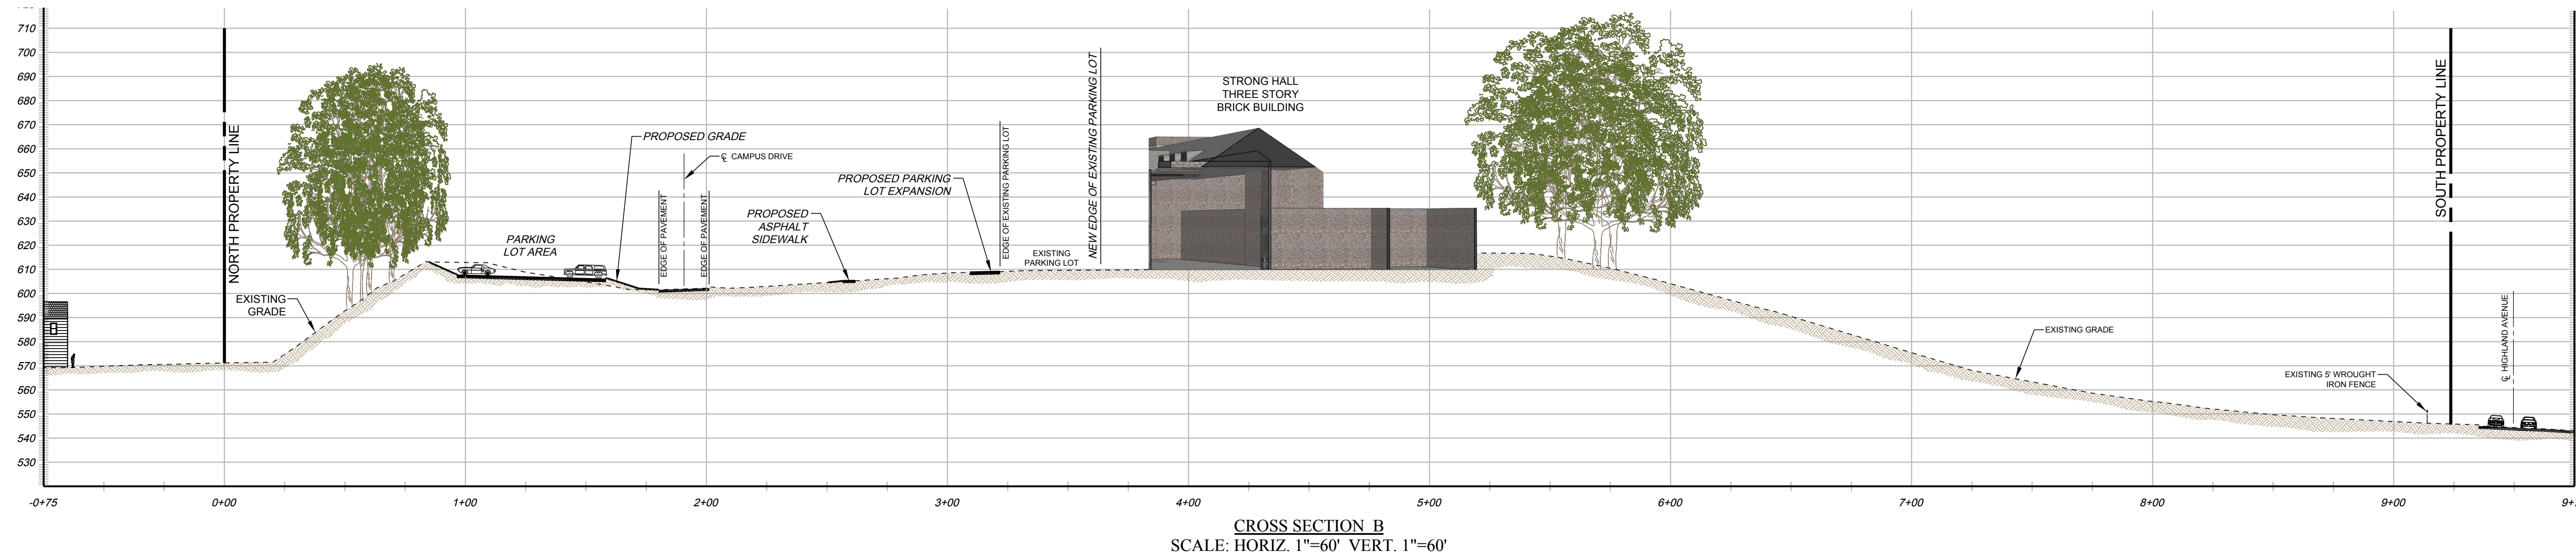 710
700
690
680
670
660
650
640
630
620
610
600
590
580
570
560
550
540
530
NORTH PROPERTY LINE
EXISTING
GRADE
PARKING
LOT AREA
PROPOSED GRADE
℄ CAMPUS DRIVE
EDGE OF PAVEMENT
EDGE OF PAVEMENT
PROPOSED
ASPHALT
SIDEWALK
PROPOSED PARKING
LOT EXPANSION
EDGE OF EXISTING PARKING LOT
EXISTING
PARKING LOT
NEW EDGE OF EXISTING PARKING LOT
STRONG HALL
THREE STORY
BRICK BUILDING
EXISTING GRADE
EXISTING 5' WROUGHT
IRON FENCE
SOUTH PROPERTY LINE
℄ HIGHLAND AVENUE
-0+75
0+00
1+00
2+00
3+00
4+00
5+00
6+00
7+00
8+00
9+00
CROSS SECTION B
SCALE: HORIZ. 1"=60' VERT. 1"=60'